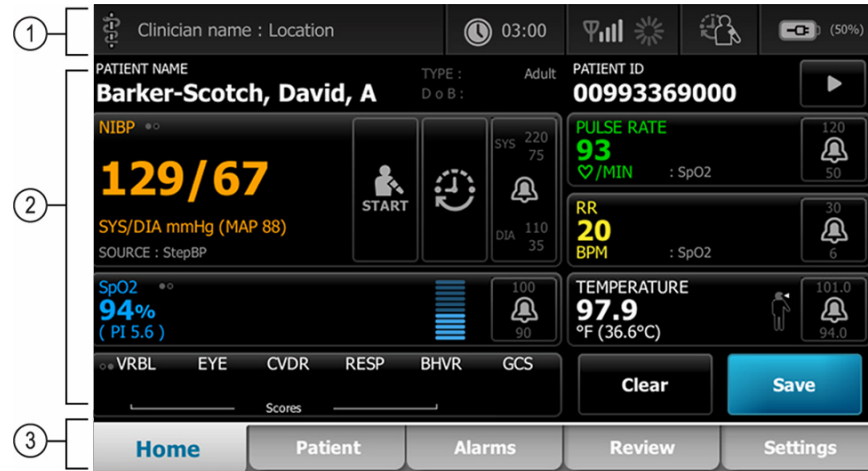 1
Clinician name : Location
03:00
(50%)
2
PATIENT NAME
Barker-Scotch, David, A
TYPE : Adult
D o B :
PATIENT ID
00993369000
NIBP
129/67
SYS/DIA mmHg (MAP 88)
SOURCE : StepBP
START
SYS 220
75
DIA 110
35
PULSE RATE
93
/MIN : SpO2
120
50
RR
20
BPM : SpO2
30
6
SpO2
94%
( PI 5.6 )
100
90
TEMPERATURE
97.9
°F (36.6°C)
101.0
94.0
VRBL EYE CVDR RESP BHVR GCS
Scores
Clear
Save
3
Home Patient Alarms Review Settings